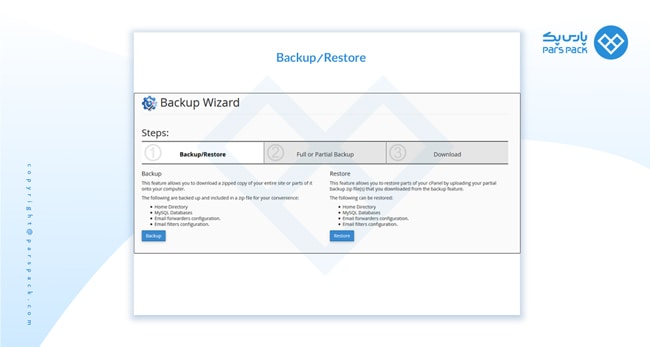 پارس پک
PARS PACK
Backup/Restore
Backup Wizard
Steps:
1 Backup/Restore
2 Full or Partial Backup
3 Download
Backup
This feature allows you to download a zipped copy of your entire site or parts of it
onto your computer.
The following are backed up and included in a zip file for your convenience:
Home Directory
MySQL Databases
Email forwarders configuration.
Email filters configuration.
Backup
Restore
This feature allows you to restore parts of your cPanel by uploading your partial
backup zip file(s) that you downloaded from the backup feature.
The following can be restored:
Home Directory
MySQL Databases
Email forwarders configuration.
Email filters configuration.
Restore
copyright@parspack.com